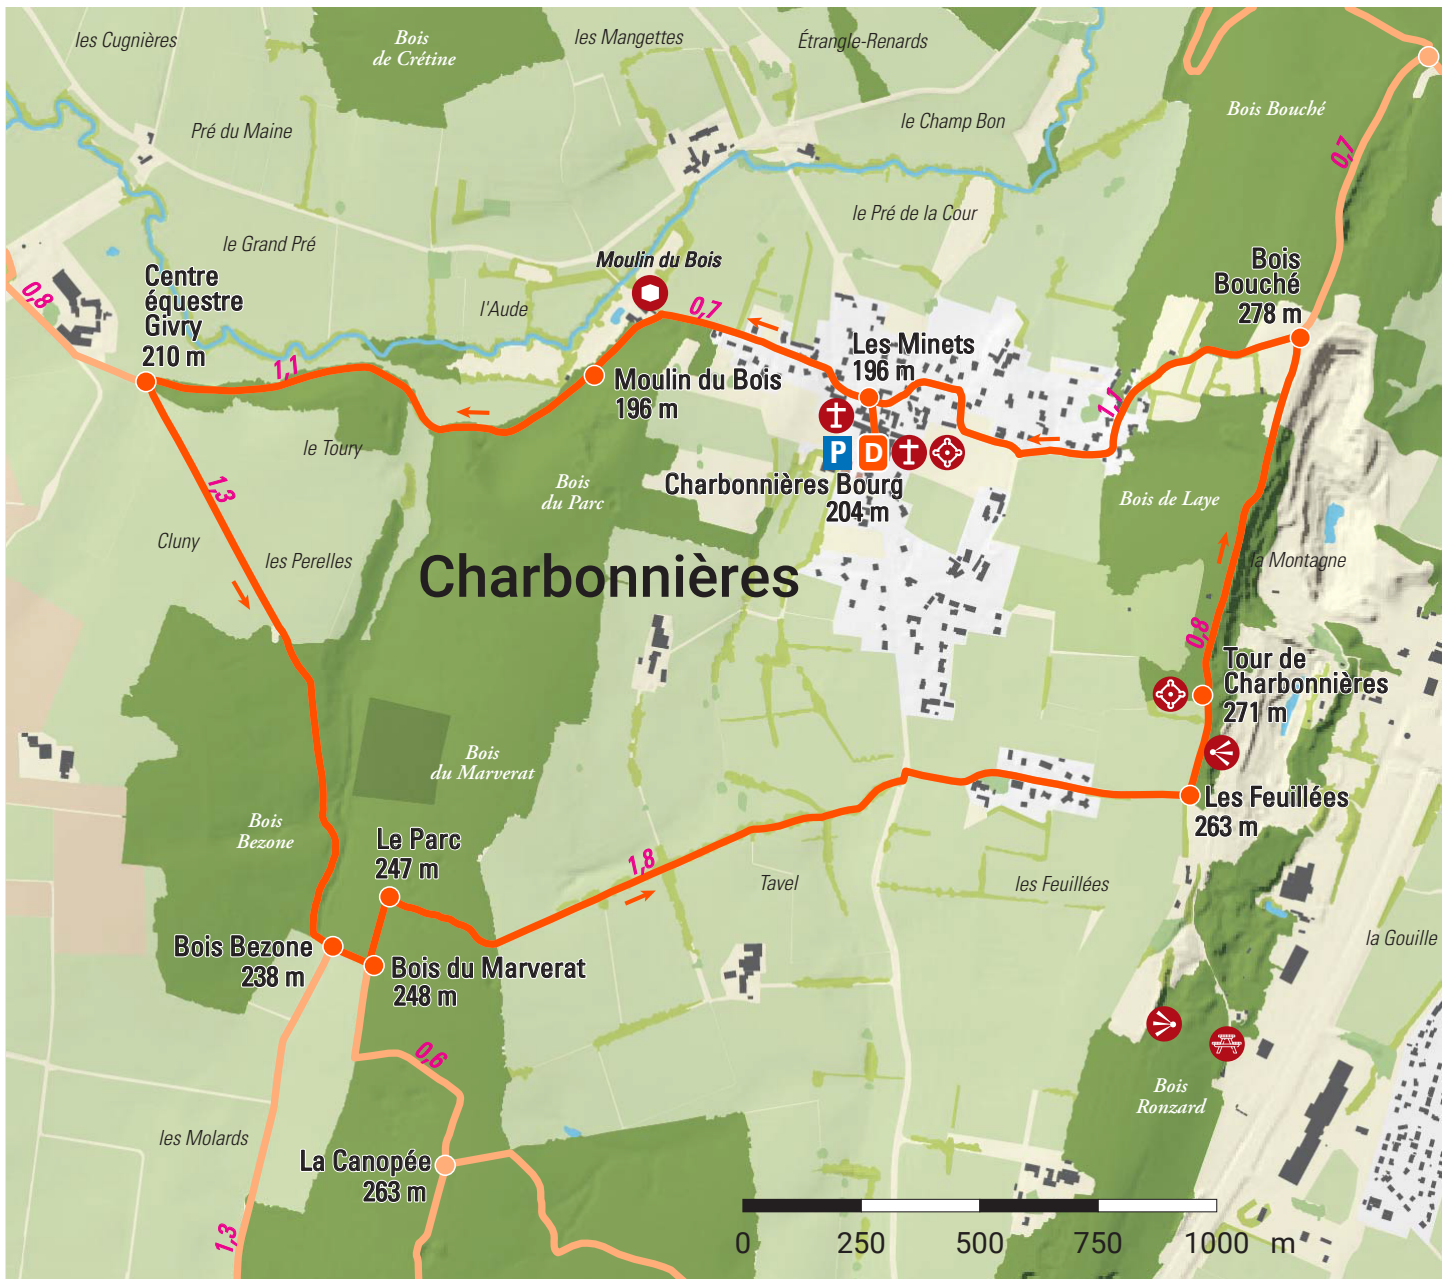 les Cugnières
Bois
de Crétine
les Mangettes
Étrangle-Renards
Bois Bouché
le Champ Bon
Pré du Maine
0,7
le Pré de la Cour
le Grand Pré
Moulin du Bois
Bois
Bouché
278 m
Centre
équestre
Givry
210 m
0,8
l'Aude
0,7
Les Minets
196 m
1,1
Moulin du Bois
196 m
1,1
le Toury
P
D
Charbonnières Bourg
204 m
1,3
Bois
du Parc
Bois de Laye
Cluny
les Perelles
Charbonnières
la Montagne
0,8
Tour de
Charbonnières
271 m
Bois
du Marverat
Les Feuillées
263 m
Bois
Bezone
Le Parc
247 m
1,8
Tavel
les Feuillées
Bois Bezone
238 m
Bois du Marverat
248 m
la Gouille
0,6
Bois
Ronzard
les Molards
La Canopée
263 m
1,3
0 250 500 750 1000 m